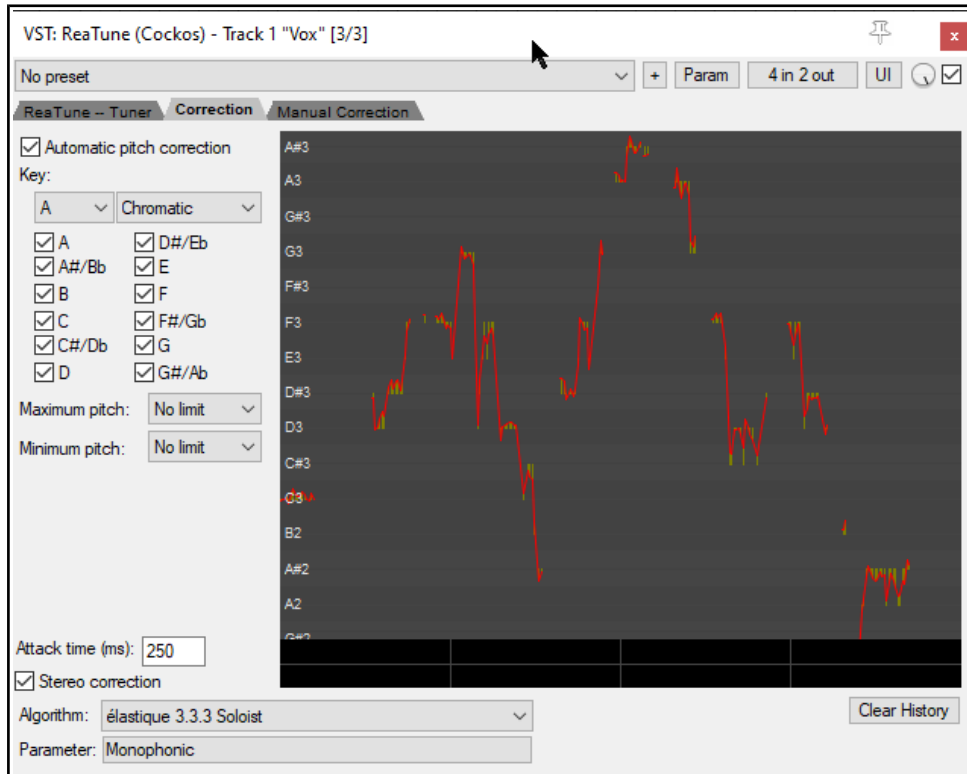 VST: ReaTune (Cockos) - Track 1 "Vox" [3/3]
x
No preset + Param 4 in 2 out UI
ReaTune -- Tuner Correction Manual Correction
Automatic pitch correction
Key:
A Chromatic
A D#/Eb
A#/Bb E
B F
C F#/Gb
C#/Db G
D G#/Ab
Maximum pitch: No limit
Minimum pitch: No limit
A#3
A3
G#3
G3
F#3
F3
E3
D#3
D3
C#3
C3
B2
A#2
A2
G#2
Attack time (ms): 250
Stereo correction
Algorithm: élastique 3.3.3 Soloist
Clear History
Parameter: Monophonic